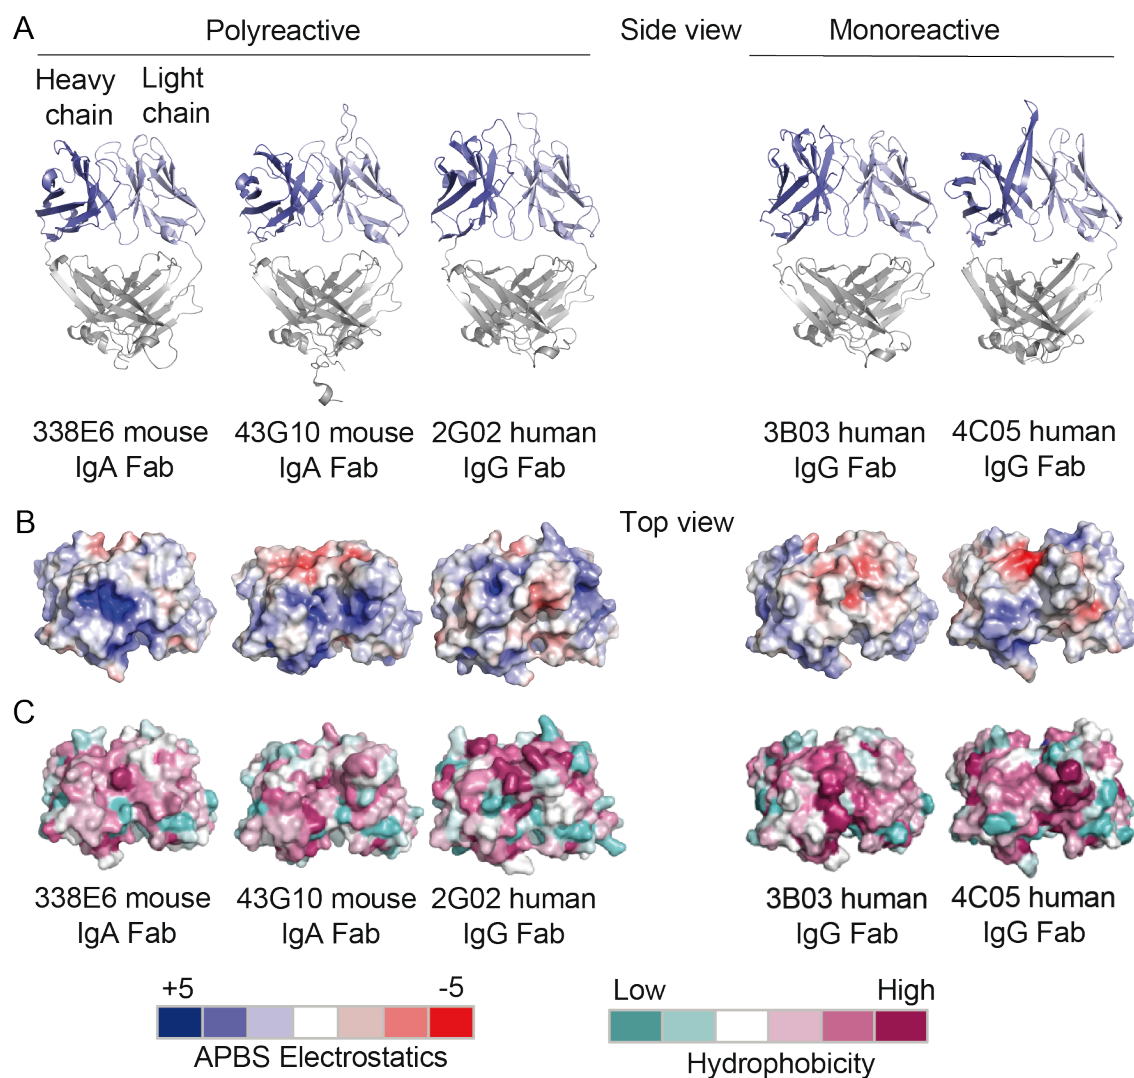 A
Polyreactive
Side view
Monoreactive
Heavy chain
Light chain
338E6 mouse
IgA Fab
43G10 mouse
IgA Fab
2G02 human
IgG Fab
3B03 human
IgG Fab
4C05 human
IgG Fab
B
Top view
C
338E6 mouse
IgA Fab
43G10 mouse
IgA Fab
2G02 human
IgG Fab
3B03 human
IgG Fab
4C05 human
IgG Fab
+5
-5
APBS Electrostatics
Low
High
Hydrophobicity